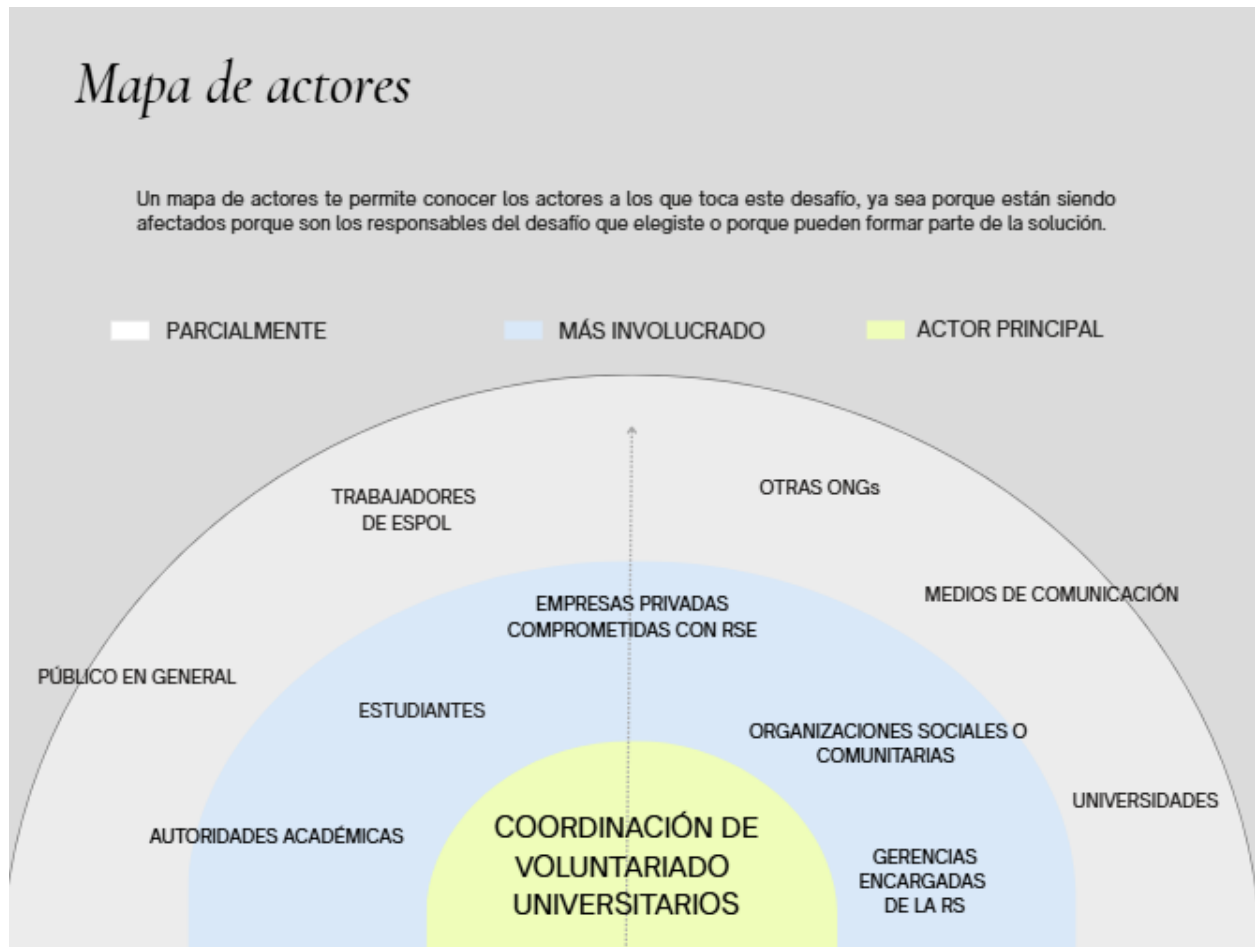 Mapa de actores
Un mapa de actores te permite conocer los actores a los que toca este desafío, ya sea porque están siendo
afectados porque son los responsables del desafío que elegiste o porque pueden formar parte de la solución.
PARCIALMENTE
MÁS INVOLUCRADO
ACTOR PRINCIPAL
TRABAJADORES
DE ESPOL
OTRAS ONGs
EMPRESAS PRIVADAS
COMPROMETIDAS CON RSE
MEDIOS DE COMUNICACIÓN
PÚBLICO EN GENERAL
ESTUDIANTES
ORGANIZACIONES SOCIALES O
COMUNITARIAS
UNIVERSIDADES
AUTORIDADES ACADÉMICAS
COORDINACIÓN DE
VOLUNTARIADO
UNIVERSITARIOS
GERENCIAS
ENCARGADAS
DE LA RS